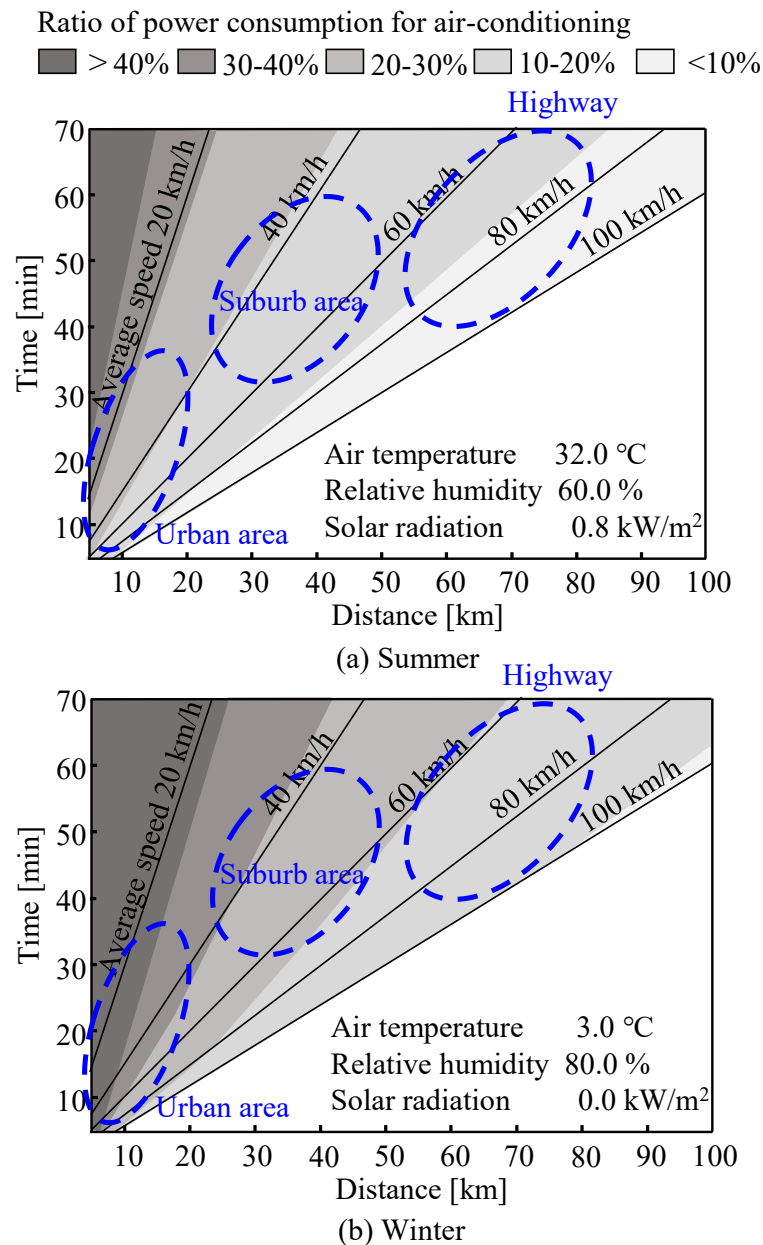 Ratio of power consumption for air-conditioning
> 40% 30-40% 20-30% 10-20% <10%
Highway
70
60
50
40
30
20
10
Time [min]
Average speed 20 km/h
40 km/h
60 km/h
80 km/h
100 km/h
Suburb area
Urban area
Air temperature 32.0 ℃
Relative humidity 60.0 %
Solar radiation 0.8 kW/m²
10 20 30 40 50 60 70 80 90 100
Distance [km]
(a) Summer
Highway
70
60
50
40
30
20
10
Time [min]
Average speed 20 km/h
40 km/h
60 km/h
80 km/h
100 km/h
Suburb area
Urban area
Air temperature 3.0 ℃
Relative humidity 80.0 %
Solar radiation 0.0 kW/m²
10 20 30 40 50 60 70 80 90 100
Distance [km]
(b) Winter